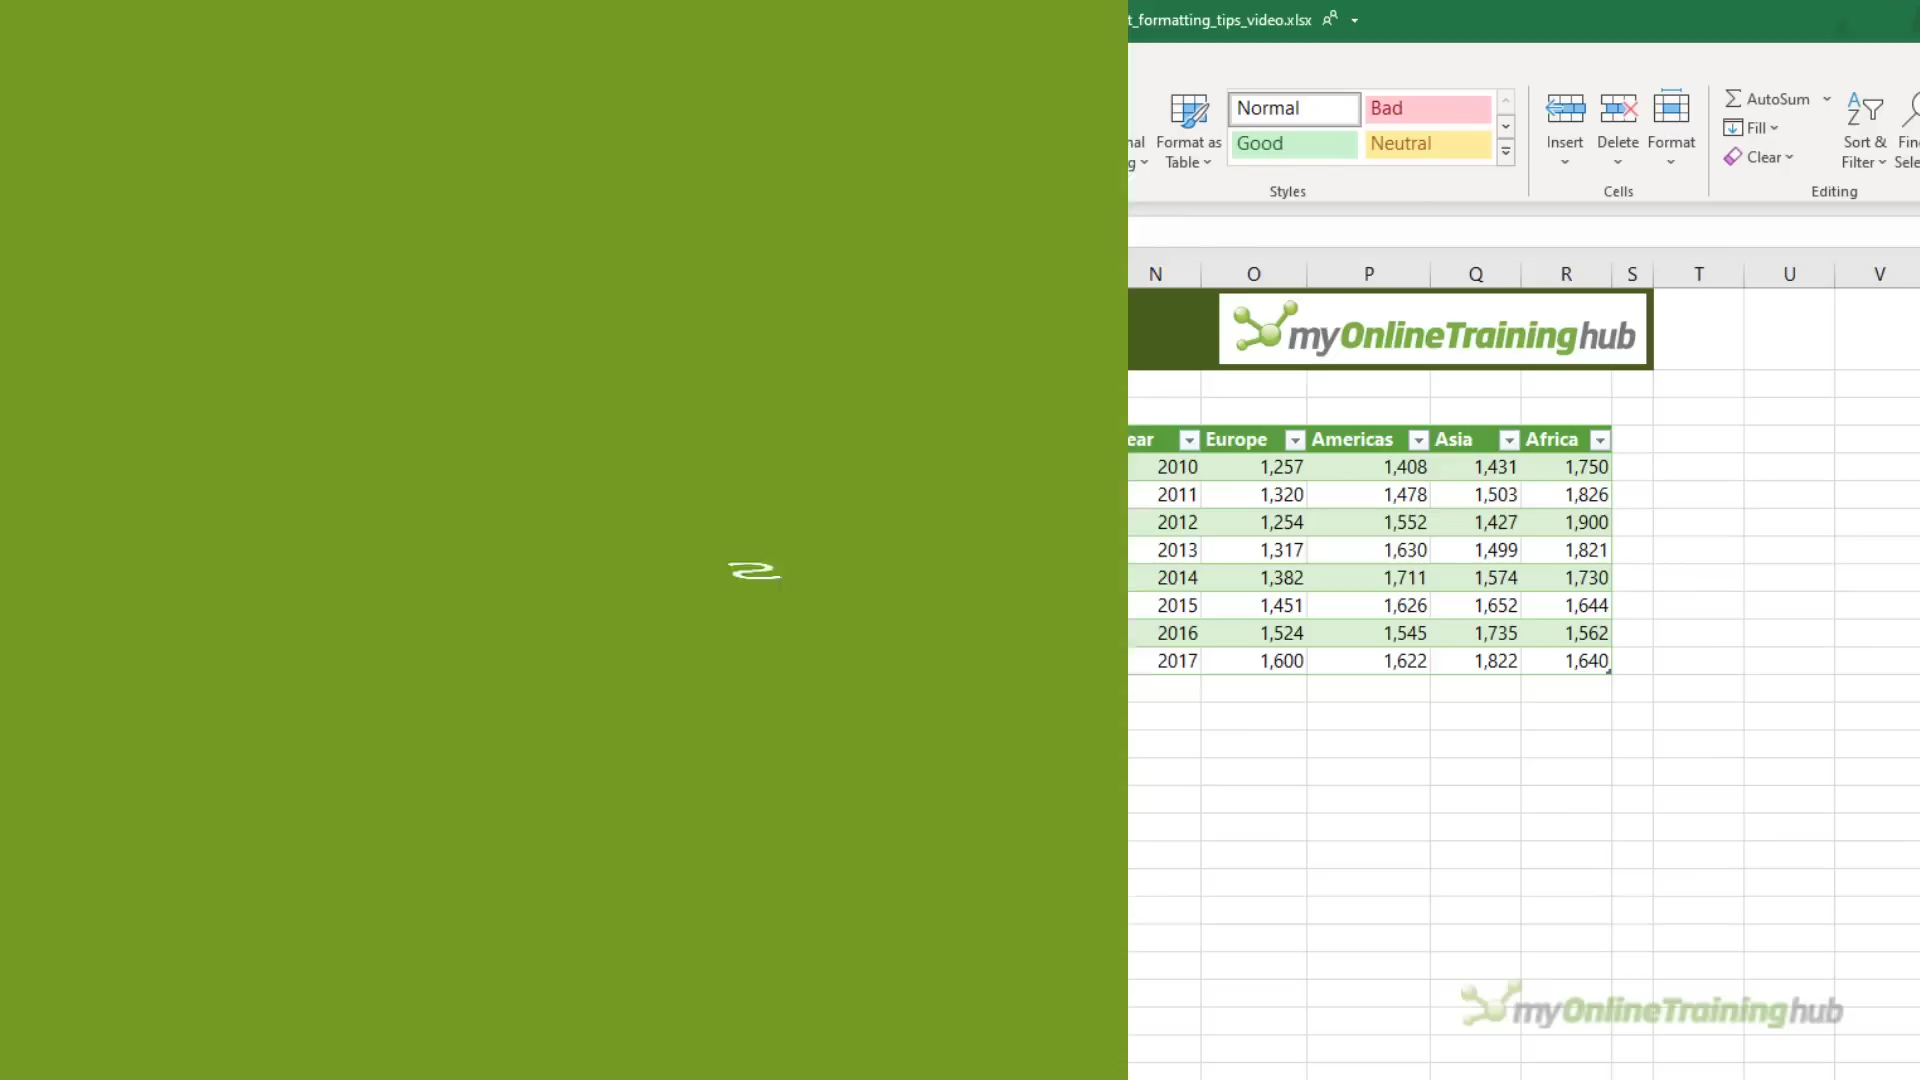 t_formatting_tips_video.xlsx
Normal
Bad
Good
Neutral
Format as
Table
Styles
Insert
Delete
Format
Cells
AutoSum
Fill
Clear
Sort &
Filter
Editing
N O P Q R S T U V
myOnlineTraininghub
ear Europe Americas Asia Africa
2010 1,257 1,408 1,431 1,750
2011 1,320 1,478 1,503 1,826
2012 1,254 1,552 1,427 1,900
2013 1,317 1,630 1,499 1,821
2014 1,382 1,711 1,574 1,730
2015 1,451 1,626 1,652 1,644
2016 1,524 1,545 1,735 1,562
2017 1,600 1,622 1,822 1,640
myOnlineTraininghub